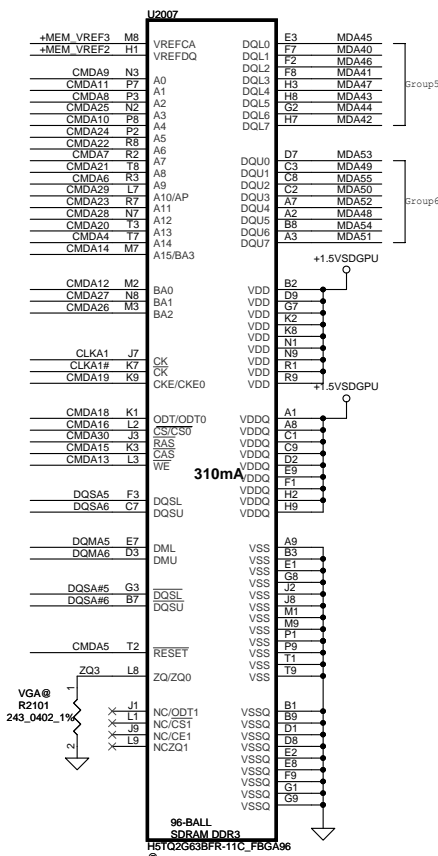 U2007
+MEM_VREF3 M8 VREFCA DQL0 E3 MDA45
+MEM_VREF2 H1 VREFDQ DQL1 F7 MDA40
DQL2 F2 MDA46
CMDA9 N3 A0 DQL3 F8 MDA41
CMDA11 P7 A1 DQL4 H3 MDA47 Group5
CMDA8 P3 A2 DQL5 H8 MDA43
CMDA25 N2 A3 DQL6 G2 MDA44
CMDA10 P8 A4 DQL7 H7 MDA42
CMDA24 P2 A5
CMDA22 R8 A6
CMDA7 R2 A7 DQU0 D7 MDA53
CMDA21 T8 A8 DQU1 C3 MDA49
CMDA6 R3 A9 DQU2 C8 MDA55
CMDA29 L7 A10/AP DQU3 C2 MDA50
CMDA23 R7 A11 DQU4 A7 MDA52 Group6
CMDA28 N7 A12 DQU5 A2 MDA48
CMDA20 T3 A13 DQU6 B8 MDA54
CMDA4 T7 A14 DQU7 A3 MDA51
CMDA14 M7 A15/BA3
+1.5VSDGPU
CMDA12 M2 BA0 VDD B2
CMDA27 N8 BA1 VDD D9
CMDA26 M3 BA2 VDD G7
VDD K2
VDD K8
VDD N1
CLKA1 J7 CK VDD N9
CLKA1# K7 CK VDD R1
CMDA19 K9 CKE/CKE0 VDD R9
+1.5VSDGPU
CMDA18 K1 ODT/ODT0 VDDQ A1
CMDA16 L2 CS/CS0 VDDQ A8
CMDA30 J3 RAS VDDQ C1
CMDA15 K3 CAS VDDQ C9
CMDA13 L3 WE VDDQ D2
310mA VDDQ E9
VDDQ F1
DQSA5 F3 DQSL VDDQ H2
DQSA6 C7 DQSU VDDQ H9
DQMA5 E7 DML VSS A9
DQMA6 D3 DMU VSS B3
VSS E1
VSS G8
DQSA#5 G3 DQSL VSS J2
DQSA#6 B7 DQSU VSS J8
VSS M1
VSS M9
VSS P1
CMDA5 T2 RESET VSS P9
VSS T1
ZQ3 L8 ZQ/ZQ0 VSS T9
VGA@
R2101
243_0402_1%
1
2
J1 NC/ODT1 VSSQ B1
L1 NC/CS1 VSSQ B9
J9 NC/CE1 VSSQ D1
L9 NCZQ1 VSSQ D8
VSSQ E2
VSSQ E8
VSSQ F9
VSSQ G1
VSSQ G9
96-BALL
SDRAM DDR3
H5TQ2G63BFR-11C_FBGA96
@